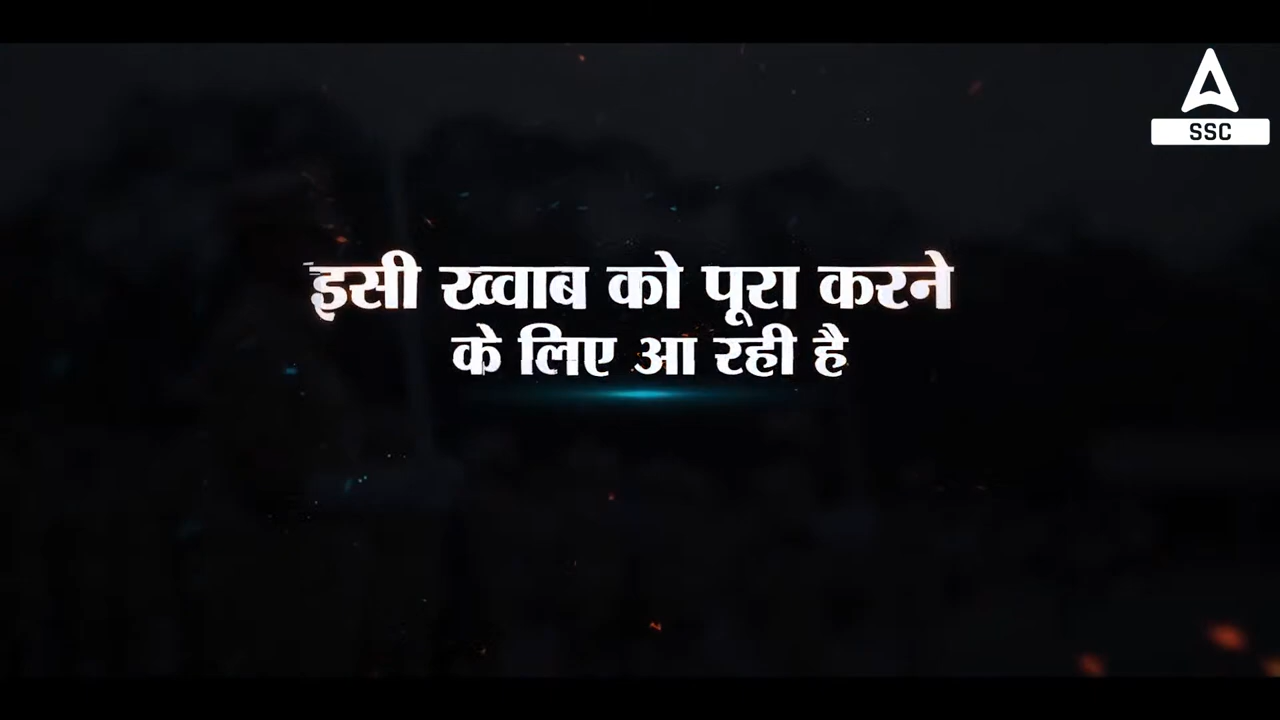 SSC
इसी ख्वाब को पूरा करने
के लिए आ रही है